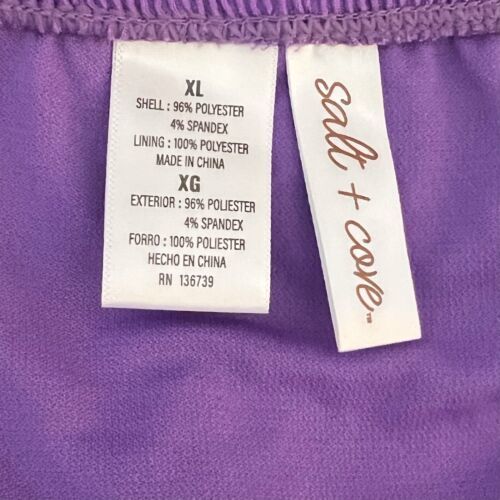 XL
SHELL : 96% POLYESTER
4% SPANDEX
LINING : 100% POLYESTER
MADE IN CHINA
XG
EXTERIOR : 96% POLIESTER
4% SPANDEX
FORRO : 100% POLIESTER
HECHO EN CHINA
RN 136739
salt + cove™